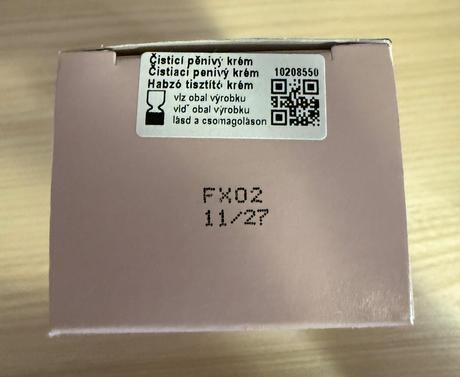 Čisticí pěnivý krém
Čistiaci penivý krém 10208550
Habzó tisztító krém
viz obal výrobku
viď obal výrobku
lásd a csomagoláson
FX02
11/27